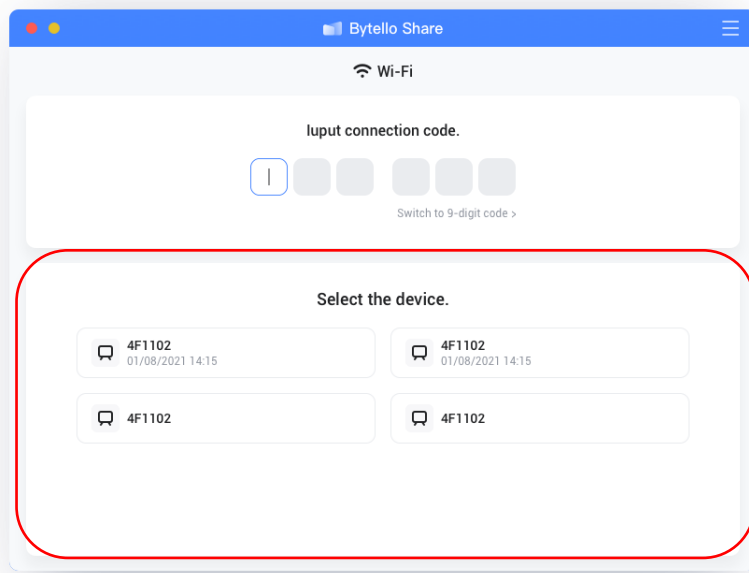 Bytello Share
Wi-Fi
Iuput connection code.
Switch to 9-digit code >
Select the device.
4F1102
01/08/2021 14:15
4F1102
01/08/2021 14:15
4F1102
4F1102